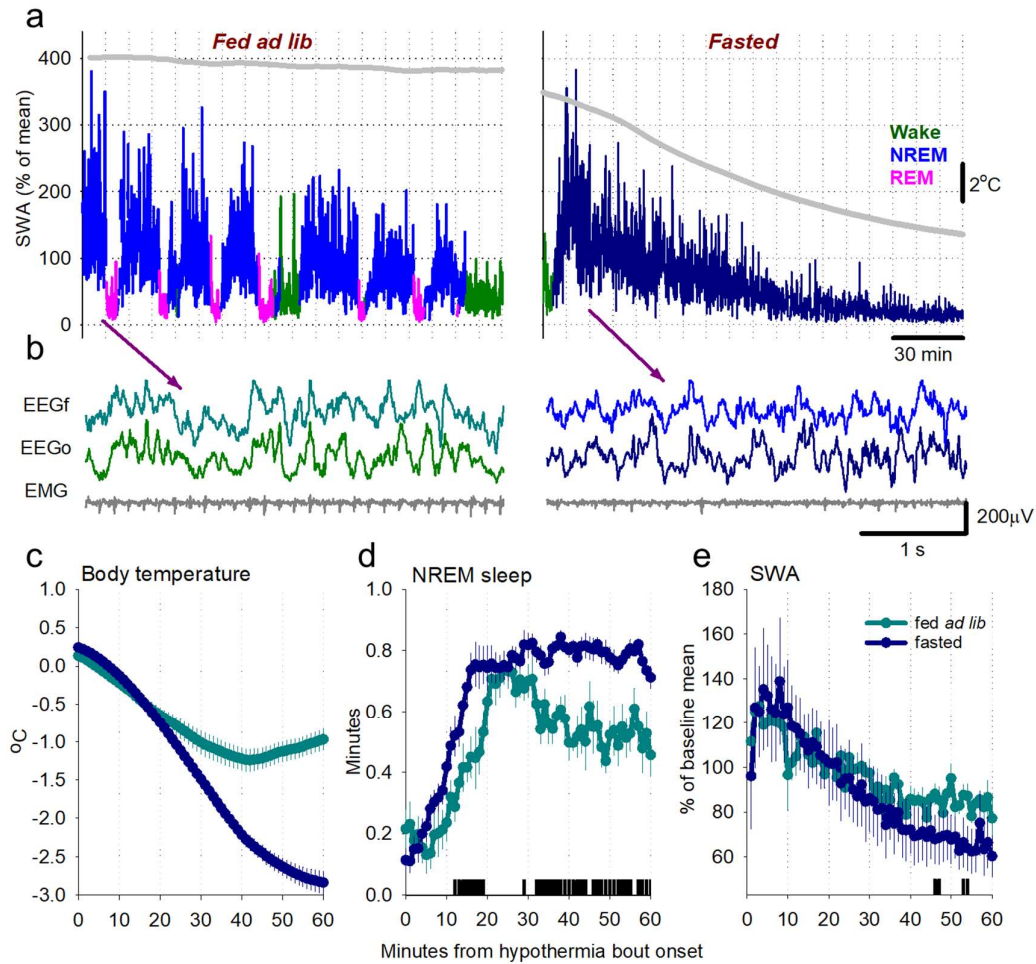 a
Fed ad lib
Fasted
400
300
200
100
0
SWA (% of mean)
Wake
NREM
REM
2°C
30 min
b
EEGf
EEGo
EMG
200μV
1 s
c
Body temperature
1.0
0.5
0.0
-0.5
-1.0
-1.5
-2.0
-2.5
-3.0
°C
0 10 20 30 40 50 60
d
NREM sleep
1.0
0.8
0.6
0.4
0.2
0.0
Minutes
0 10 20 30 40 50 60
e
SWA
180
160
140
120
100
80
60
% of baseline mean
fed ad lib
fasted
0 10 20 30 40 50 60
Minutes from hypothermia bout onset